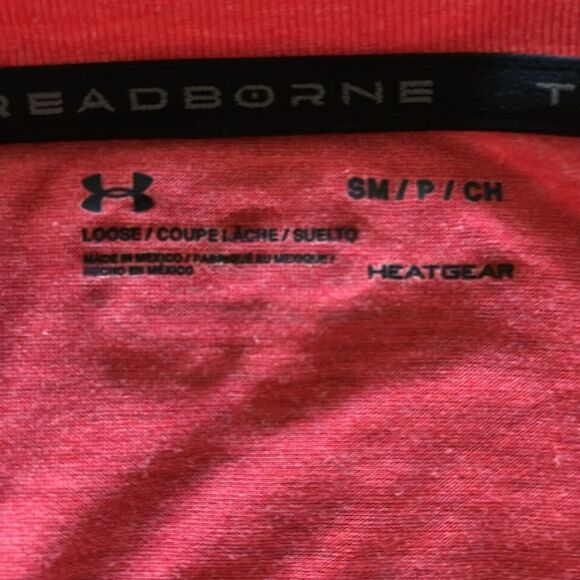 READBORNE T
SM / P / CH
LOOSE / COUPE LÂCHE / SUELTO
MADE IN MEXICO / FABRIQUÉ AU MEXIQUE /
HECHO EN MÉXICO
HEATGEAR